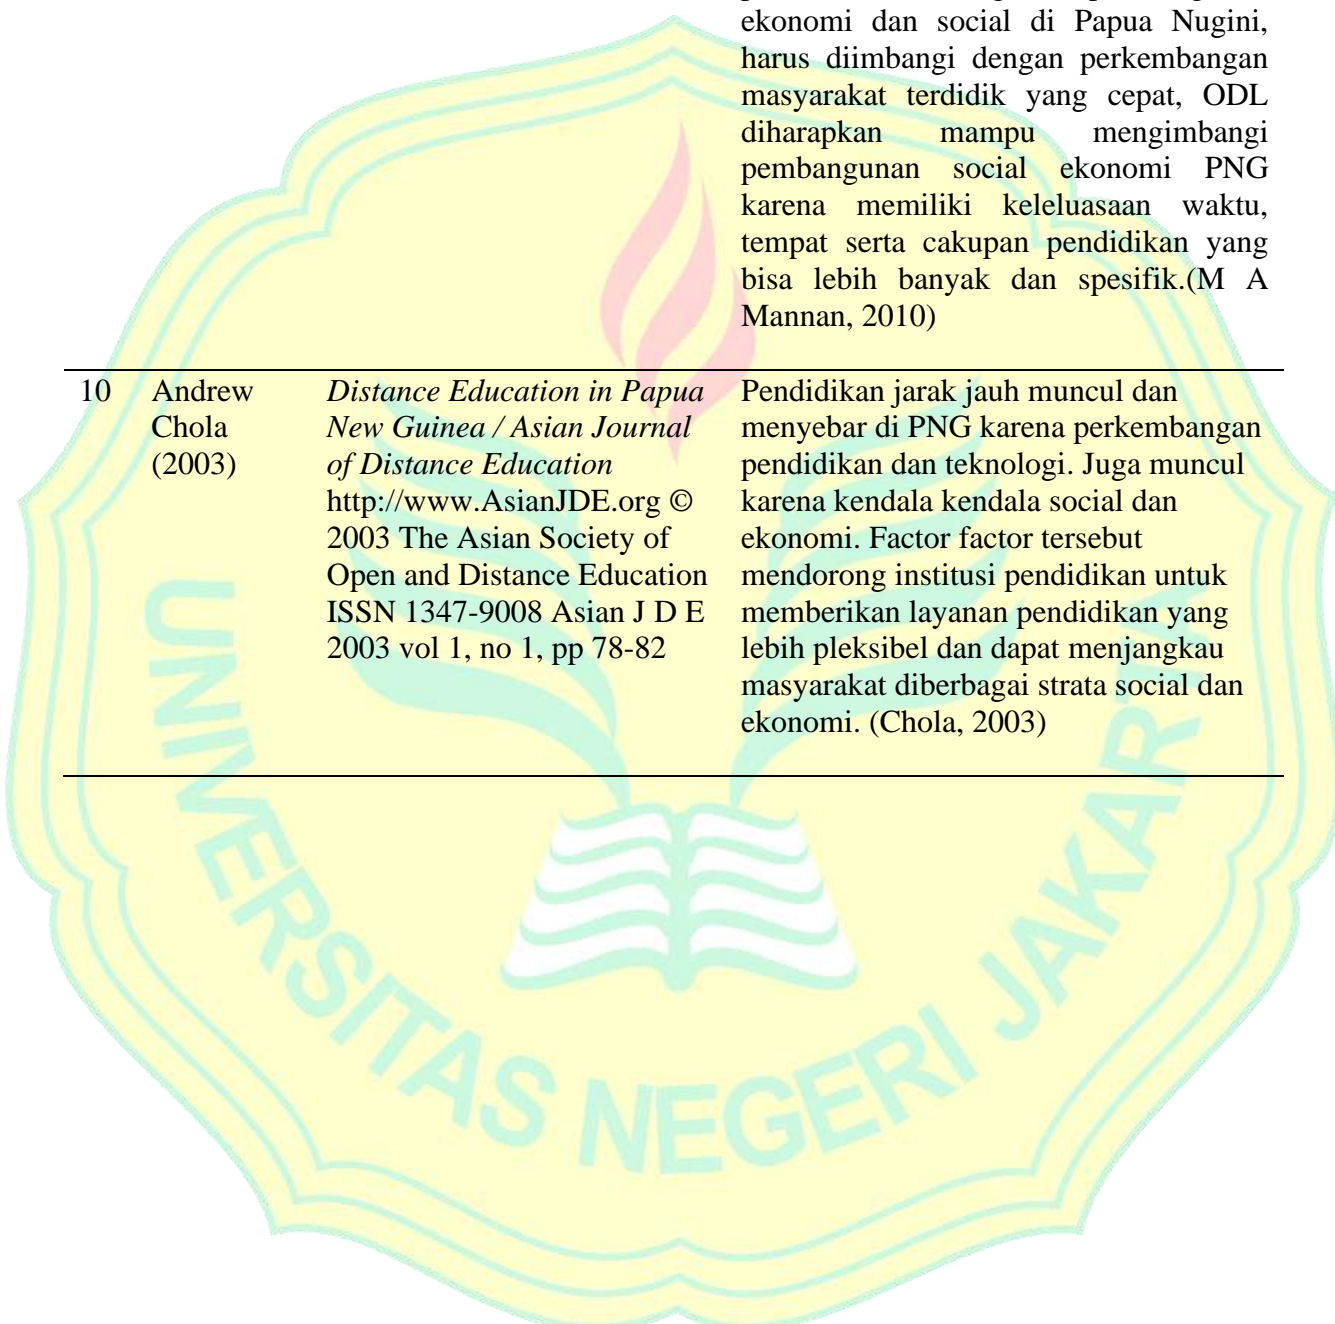 ekonomi dan social di Papua Nugini,
harus diimbangi dengan perkembangan
masyarakat terdidik yang cepat, ODL
diharapkan mampu mengimbangi
pembangunan social ekonomi PNG
karena memiliki keleluasaan waktu,
tempat serta cakupan pendidikan yang
bisa lebih banyak dan spesifik.(M A
Mannan, 2010)
10 Andrew Distance Education in Papua Pendidikan jarak jauh muncul dan
Chola New Guinea / Asian Journal menyebar di PNG karena perkembangan
(2003) of Distance Education pendidikan dan teknologi. Juga muncul
http://www.AsianJDE.org © karena kendala kendala social dan
2003 The Asian Society of ekonomi. Factor factor tersebut
Open and Distance Education mendorong institusi pendidikan untuk
ISSN 1347-9008 Asian J D E memberikan layanan pendidikan yang
2003 vol 1, no 1, pp 78-82 lebih pleksibel dan dapat menjangkau
masyarakat diberbagai strata social dan
ekonomi. (Chola, 2003)
UNIVERSITAS NEGERI JAKARTA